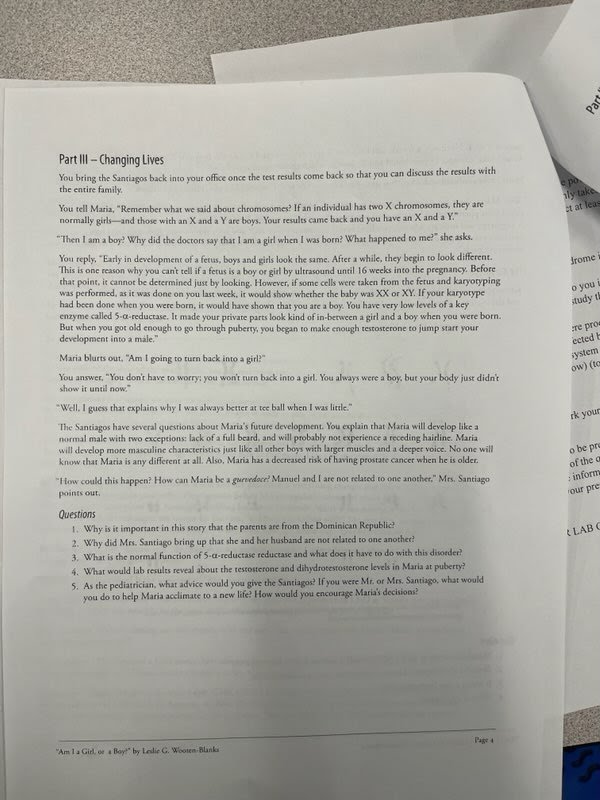 Part III – Changing Lives
You bring the Santiagos back into your office once the test results come back so that you can discuss the results with
the entire family.
You tell Maria, "Remember what we said about chromosomes? If an individual has two X chromosomes, they are
normally girls—and those with an X and a Y are boys. Your results came back and you have an X and a Y."
"Then I am a boy? Why did the doctors say that I am a girl when I was born? What happened to me?" she asks.
You reply, "Early in development of a fetus, boys and girls look the same. After a while, they begin to look different.
This is one reason why you can't tell if a fetus is a boy or girl by ultrasound until 16 weeks into the pregnancy. Before
that point, it cannot be determined just by looking. However, if some cells were taken from the fetus and karyotyping
was performed, as it was done on you last week, it would show whether the baby was XX or XY. If your karyotype
had been done when you were born, it would have shown that you are a boy. You have very low levels of a key
enzyme called 5-α-reductase. It made your private parts look kind of in-between a girl and a boy when you were born.
But when you got old enough to go through puberty, you began to make enough testosterone to jump start your
development into a male."
Maria blurts out, "Am I going to turn back into a girl?"
You answer, "You don't have to worry; you won't turn back into a girl. You always were a boy, but your body just didn't
show it until now."
"Well, I guess that explains why I was always better at tee ball when I was little."
The Santiagos have several questions about Maria's future development. You explain that Maria will develop like a
normal male with two exceptions: lack of a full beard, and will probably not experience a receding hairline. Maria
will develop more masculine characteristics just like all other boys with larger muscles and a deeper voice. No one will
know that Maria is any different at all. Also, Maria has a decreased risk of having prostate cancer when he is older.
"How could this happen? How can Maria be a guevedoce? Manuel and I are not related to one another," Mrs. Santiago
points out.
Questions
1. Why is it important in this story that the parents are from the Dominican Republic?
2. Why did Mrs. Santiago bring up that she and her husband are not related to one another?
3. What is the normal function of 5-α-reductase reductase and what does it have to do with this disorder?
4. What would lab results reveal about the testosterone and dihydrotestosterone levels in Maria at puberty?
5. As the pediatrician, what advice would you give the Santiagos? If you were Mr. or Mrs. Santiago, what would
you do to help Maria acclimate to a new life? How would you encourage Maria's decisions?
"Am I a Girl, or a Boy?" by Leslie G. Wooten-Blanks
Page 4
Part
take
at leas
you i
study th
system
ow) (to
rk your
o be pr
of the
inform
our pre
LAB